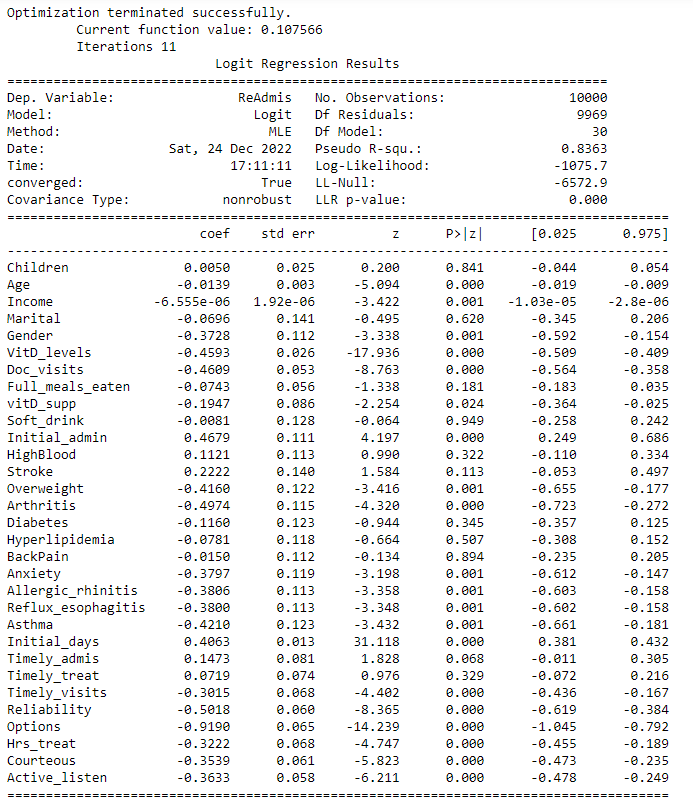 Optimization terminated successfully.
         Current function value: 0.107566
         Iterations 11
                           Logit Regression Results
==============================================================================
Dep. Variable:                ReAdmis   No. Observations:                10000
Model:                          Logit   Df Residuals:                     9969
Method:                           MLE   Df Model:                           30
Date:                Sat, 24 Dec 2022   Pseudo R-squ.:                  0.8363
Time:                        17:11:11   Log-Likelihood:                -1075.7
converged:                       True   LL-Null:                       -6572.9
Covariance Type:            nonrobust   LLR p-value:                     0.000
======================================================================================
                         coef    std err          z      P>|z|      [0.025      0.975]
--------------------------------------------------------------------------------------
Children               0.0050      0.025      0.200      0.841      -0.044       0.054
Age                   -0.0139      0.003     -5.094      0.000      -0.019      -0.009
Income             -6.555e-06   1.92e-06     -3.422      0.001   -1.03e-05    -2.8e-06
Marital               -0.0696      0.141     -0.495      0.620      -0.345       0.206
Gender                -0.3728      0.112     -3.338      0.001      -0.592      -0.154
VitD_levels           -0.4593      0.026    -17.936      0.000      -0.509      -0.409
Doc_visits            -0.4609      0.053     -8.763      0.000      -0.564      -0.358
Full_meals_eaten      -0.0743      0.056     -1.338      0.181      -0.183       0.035
vitD_supp             -0.1947      0.086     -2.254      0.024      -0.364      -0.025
Soft_drink            -0.0081      0.128     -0.064      0.949      -0.258       0.242
Initial_admin          0.4679      0.111      4.197      0.000       0.249       0.686
HighBlood              0.1121      0.113      0.990      0.322      -0.110       0.334
Stroke                 0.2222      0.140      1.584      0.113      -0.053       0.497
Overweight            -0.4160      0.122     -3.416      0.001      -0.655      -0.177
Arthritis             -0.4974      0.115     -4.320      0.000      -0.723      -0.272
Diabetes              -0.1160      0.123     -0.944      0.345      -0.357       0.125
Hyperlipidemia        -0.0781      0.118     -0.664      0.507      -0.308       0.152
BackPain              -0.0150      0.112     -0.134      0.894      -0.235       0.205
Anxiety               -0.3797      0.119     -3.198      0.001      -0.612      -0.147
Allergic_rhinitis     -0.3806      0.113     -3.358      0.001      -0.603      -0.158
Reflux_esophagitis    -0.3800      0.113     -3.348      0.001      -0.602      -0.158
Asthma                -0.4210      0.123     -3.432      0.001      -0.661      -0.181
Initial_days           0.4063      0.013     31.118      0.000       0.381       0.432
Timely_admis           0.1473      0.081      1.828      0.068      -0.011       0.305
Timely_treat           0.0719      0.074      0.976      0.329      -0.072       0.216
Timely_visits         -0.3015      0.068     -4.402      0.000      -0.436      -0.167
Reliability           -0.5018      0.060     -8.365      0.000      -0.619      -0.384
Options               -0.9190      0.065    -14.239      0.000      -1.045      -0.792
Hrs_treat             -0.3222      0.068     -4.747      0.000      -0.455      -0.189
Courteous             -0.3539      0.061     -5.823      0.000      -0.473      -0.235
Active_listen         -0.3633      0.058     -6.211      0.000      -0.478      -0.249
======================================================================================